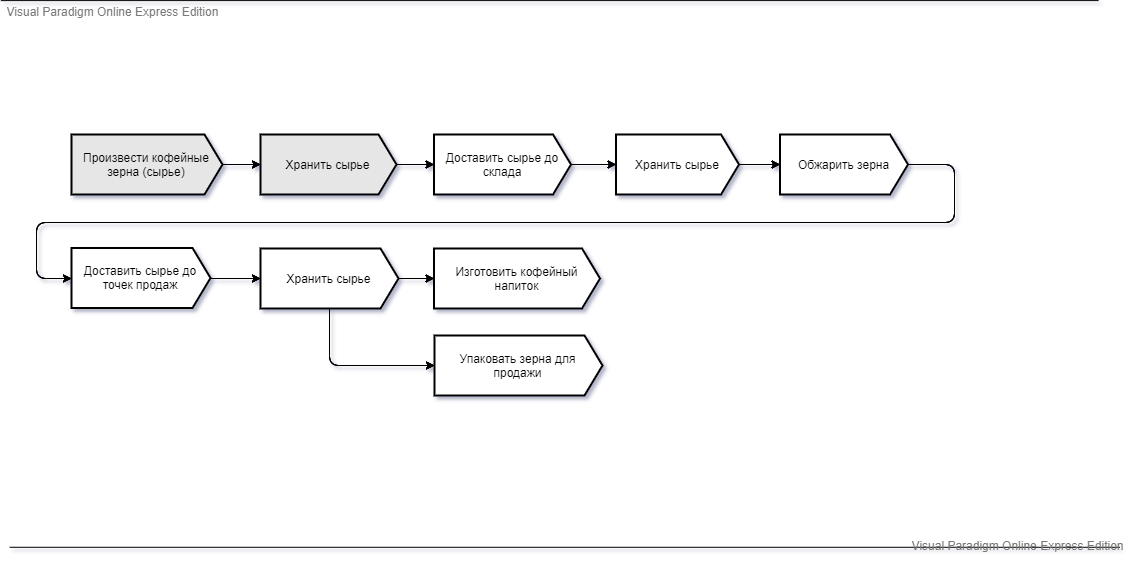 Visual Paradigm Online Express Edition
Произвести кофейные
зерна (сырье)
Хранить сырье
Доставить сырье до
склада
Хранить сырье
Обжарить зерна
Доставить сырье до
точек продаж
Хранить сырье
Изготовить кофейный
напиток
Упаковать зерна для
продажи
Visual Paradigm Online Express Edition